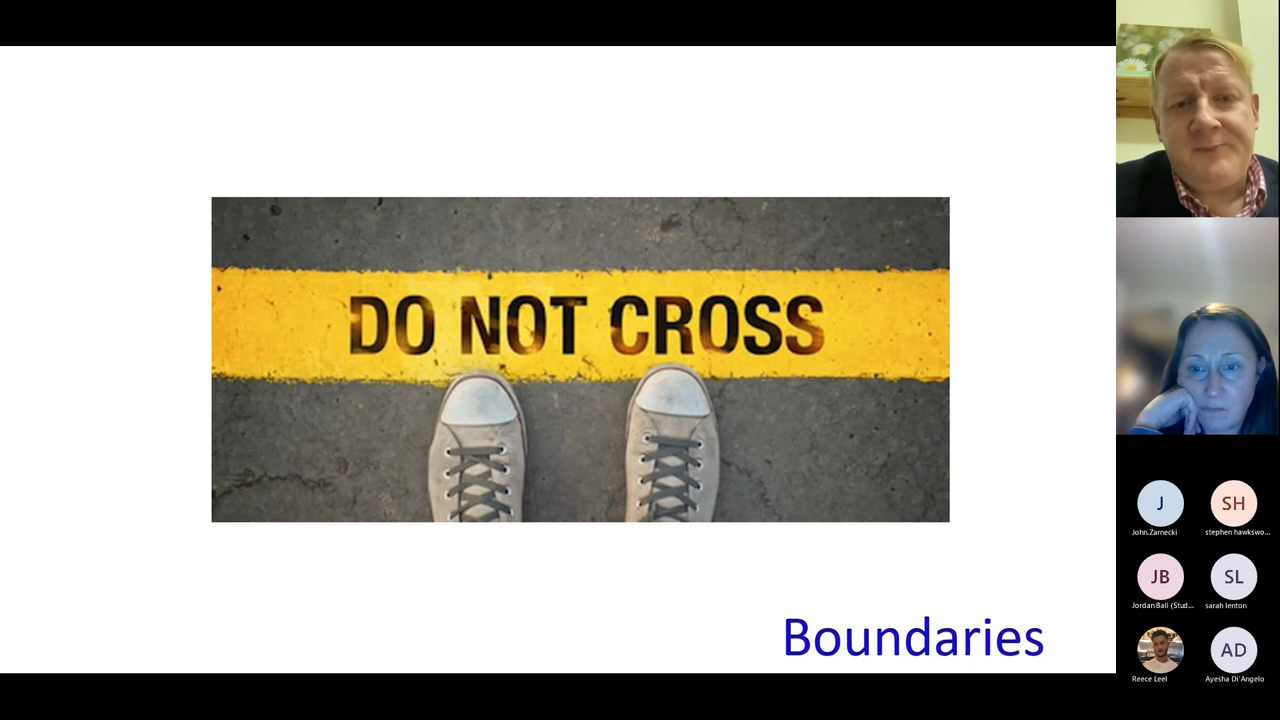 DO NOT CROSS
Boundaries
J
SH
John.Zarnecki
stephen hawkswo...
JB
SL
Jordan Ball (Stud...
sarah lenton
AD
Reece Leel
Ayesha Di'Angelo